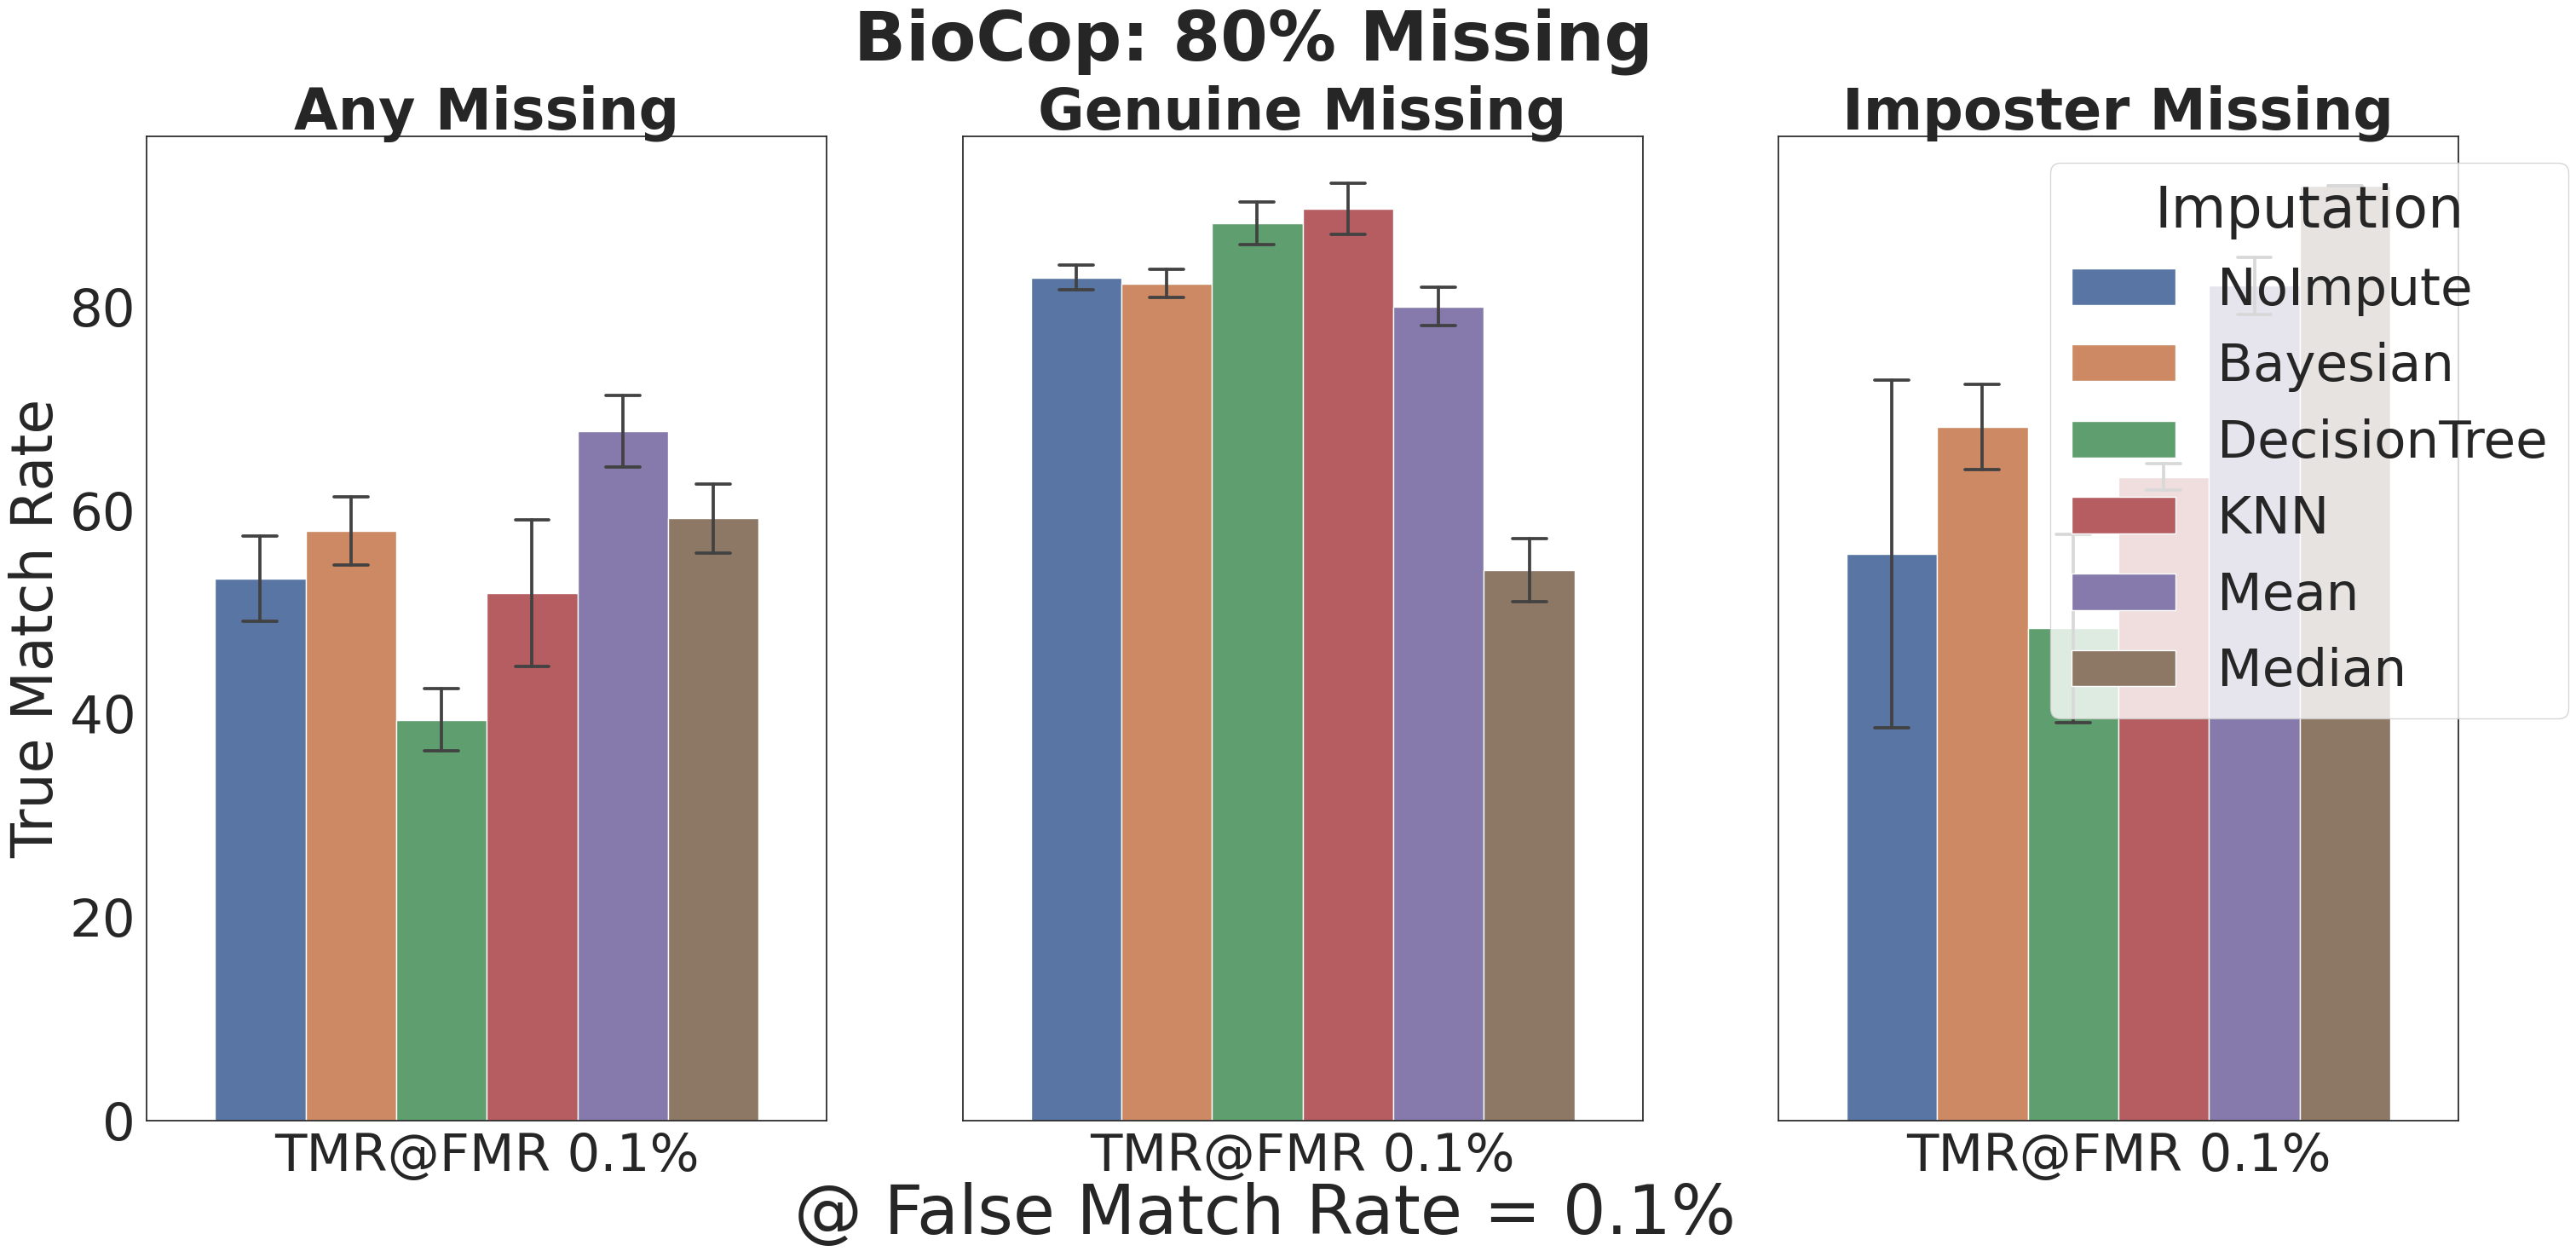 BioCop: 80% Missing
Any Missing
Genuine Missing
Imposter Missing
True Match Rate
80
60
40
20
0
Imputation
NoImpute
Bayesian
DecisionTree
KNN
Mean
Median
TMR@FMR 0.1%
TMR@FMR 0.1%
TMR@FMR 0.1%
@ False Match Rate = 0.1%